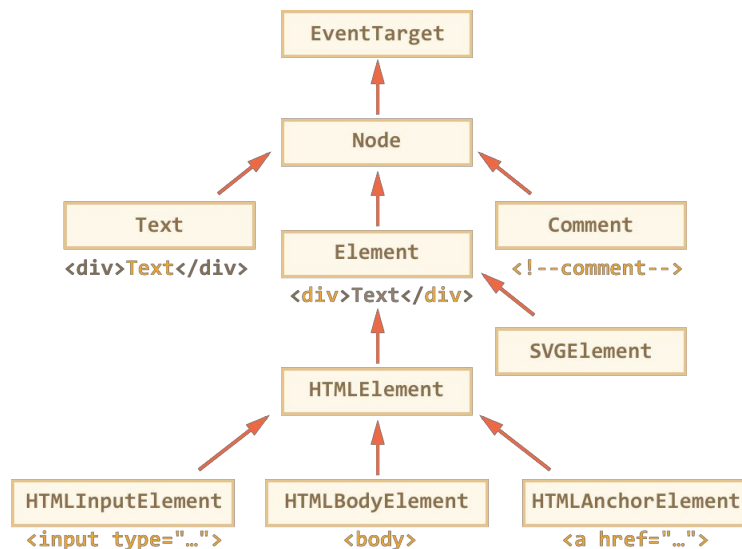 EventTarget
Node
Text
Comment
Element
<div>Text</div>
<!--comment-->
<div>Text</div>
SVGElement
HTMLElement
HTMLInputElement
HTMLBodyElement
HTMLAnchorElement
<input type="…">
<body>
<a href="…">